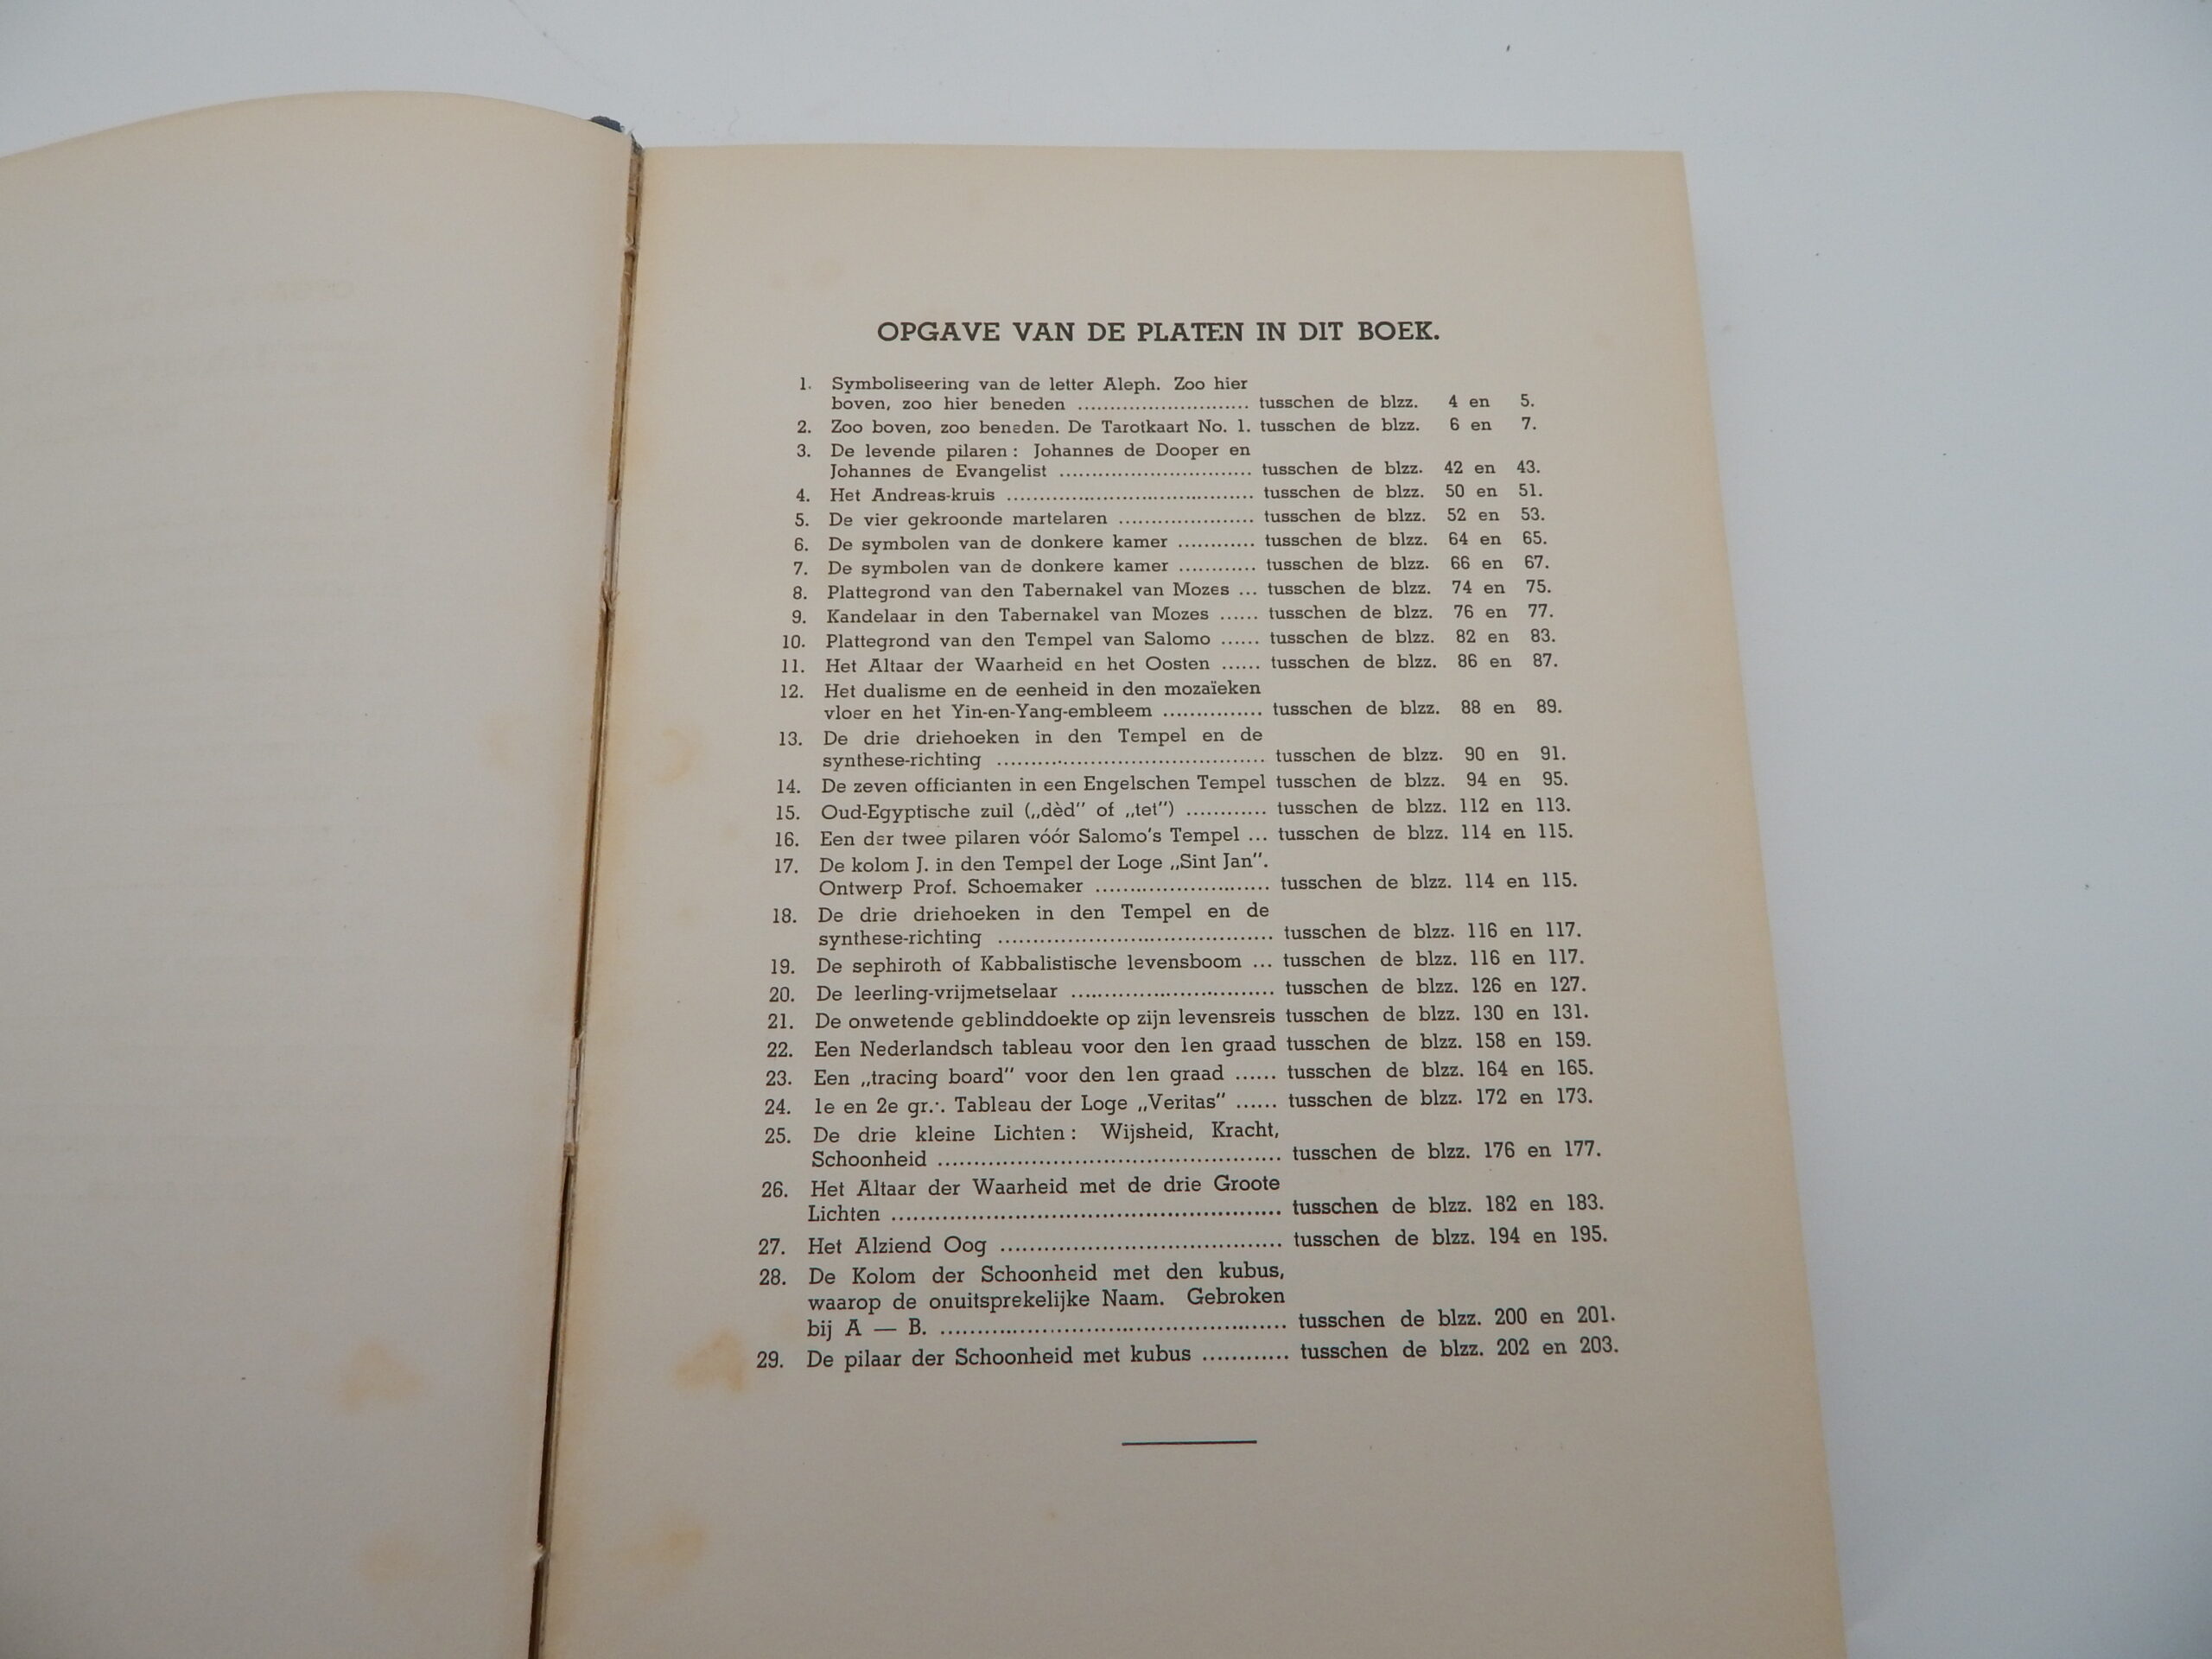 OPGAVE VAN DE PLATEN IN DIT BOEK.
1. Symboliseering van de letter Aleph. Zoo hier
boven, zoo hier beneden .......................... tusschen de blzz. 4 en 5.
2. Zoo boven, zoo beneden. De Tarotkaart No. 1. tusschen de blzz. 6 en 7.
3. De levende pilaren : Johannes de Dooper en
Johannes de Evangelist ............................. tusschen de blzz. 42 en 43.
4. Het Andreas-kruis ..................................... tusschen de blzz. 50 en 51.
5. De vier gekroonde martelaren ..................... tusschen de blzz. 52 en 53.
6. De symbolen van de donkere kamer ............ tusschen de blzz. 64 en 65.
7. De symbolen van de donkere kamer ............ tusschen de blzz. 66 en 67.
8. Plattegrond van den Tabernakel van Mozes ... tusschen de blzz. 74 en 75.
9. Kandelaar in den Tabernakel van Mozes ...... tusschen de blzz. 76 en 77.
10. Plattegrond van den Tempel van Salomo ...... tusschen de blzz. 82 en 83.
11. Het Altaar der Waarheid en het Oosten ...... tusschen de blzz. 86 en 87.
12. Het dualisme en de eenheid in den mozaïeken
vloer en het Yin-en-Yang-embleem ............... tusschen de blzz. 88 en 89.
13. De drie driehoeken in den Tempel en de
synthese-richting ........................................ tusschen de blzz. 90 en 91.
14. De zeven officianten in een Engelschen Tempel tusschen de blzz. 94 en 95.
15. Oud-Egyptische zuil („dèd” of „tet”) ............ tusschen de blzz. 112 en 113.
16. Een der twee pilaren vóór Salomo's Tempel ... tusschen de blzz. 114 en 115.
17. De kolom J. in den Tempel der Loge „Sint Jan”.
Ontwerp Prof. Schoemaker .......................... tusschen de blzz. 114 en 115.
18. De drie driehoeken in den Tempel en de
synthese-richting ........................................ tusschen de blzz. 116 en 117.
19. De sephiroth of Kabbalistische levensboom ... tusschen de blzz. 116 en 117.
20. De leerling-vrijmetselaar .............................. tusschen de blzz. 126 en 127.
21. De onwetende geblinddoekte op zijn levensreis tusschen de blzz. 130 en 131.
22. Een Nederlandsch tableau voor den 1en graad tusschen de blzz. 158 en 159.
23. Een „tracing board” voor den 1en graad ...... tusschen de blzz. 164 en 165.
24. 1e en 2e gr.·. Tableau der Loge „Veritas” ...... tusschen de blzz. 172 en 173.
25. De drie kleine Lichten : Wijsheid, Kracht,
Schoonheid ................................................ tusschen de blzz. 176 en 177.
26. Het Altaar der Waarheid met de drie Groote
Lichten ...................................................... tusschen de blzz. 182 en 183.
27. Het Alziend Oog ....................................... tusschen de blzz. 194 en 195.
28. De Kolom der Schoonheid met den kubus,
waarop de onuitsprekelijke Naam. Gebroken
bij A — B. ................................................ tusschen de blzz. 200 en 201.
29. De pilaar der Schoonheid met kubus ............ tusschen de blzz. 202 en 203.